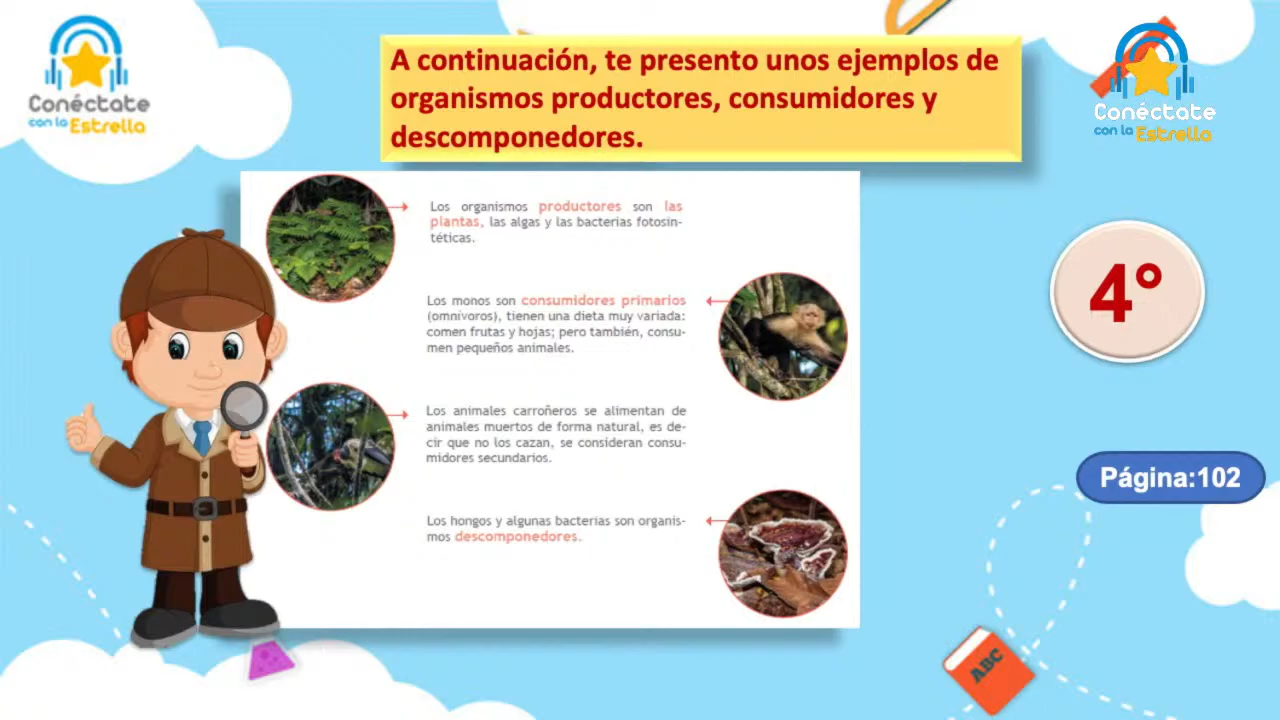 Conéctate
con la Estrella
A continuación, te presento unos ejemplos de
organismos productores, consumidores y
descomponedores.
Conéctate
con la Estrella
Los organismos productores son las
plantas, las algas y las bacterias fotosin-
téticas.
Los monos son consumidores primarios
(omnívoros), tienen una dieta muy variada:
comen frutas y hojas; pero también, consu-
men pequeños animales.
Los animales carroñeros se alimentan de
animales muertos de forma natural, es de-
cir que no los cazan, se consideran consu-
midores secundarios.
Los hongos y algunas bacterias son organis-
mos descomponedores.
4°
Página:102
ABC